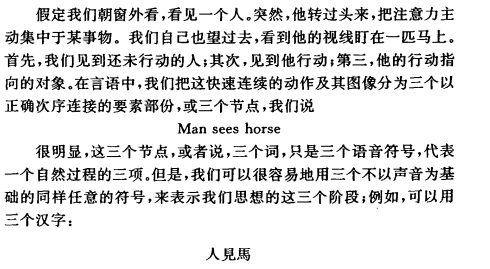 假定我们朝窗外看，看见一个人。突然，他转过头来，把注意力主
动集中于某事物。我们自己也望过去，看到他的视线盯在一匹马上。
首先，我们见到还未行动的人；其次，见到他行动；第三，他的行动指
向的对象。在言语中，我们把这快速连续的动作及其图像分为三个以
正确次序连接的要素部份，或三个节点，我们说
Man sees horse
很明显，这三个节点，或者说，三个词，只是三个语音符号，代表
一个自然过程的三项。但是，我们可以很容易地用三个不以声音为基
础的同样任意的符号，来表示我们思想的这三个阶段；例如，可以用
三个汉字：
人見馬